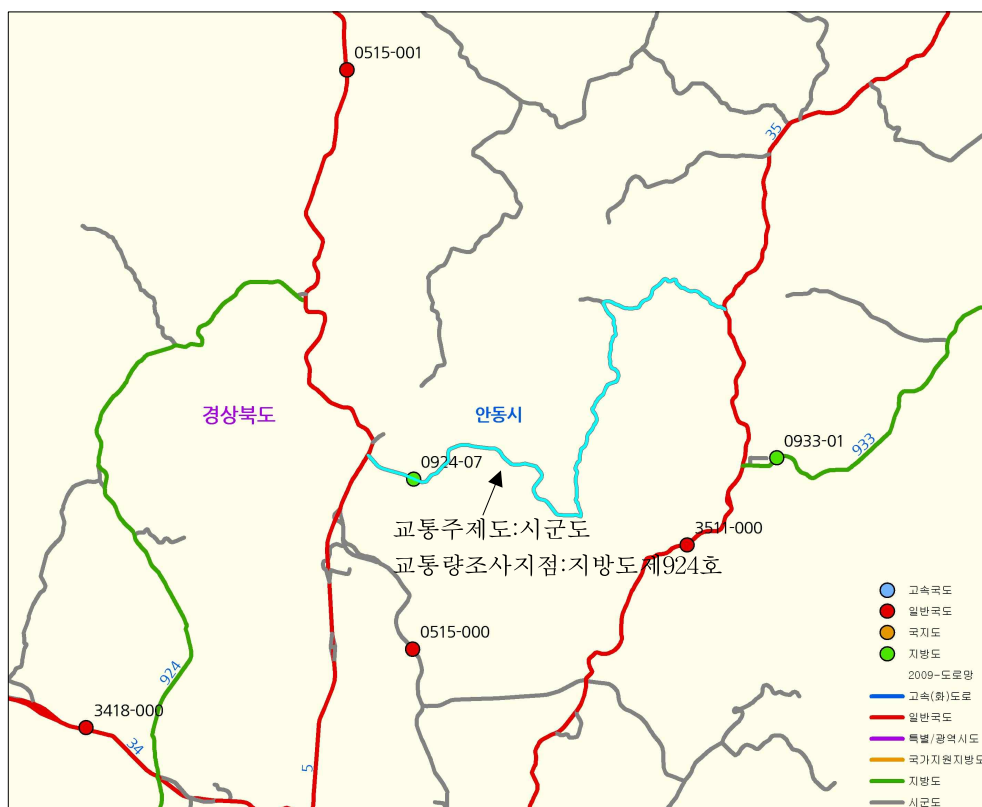 0515-001
35
경상북도
안동시
0924-07
0933-01
933
교통주제도:시군도
3511-000
교통량조사지점:지방도제924호
0515-000
924
3418-000
34
5
고속국도
일반국도
국지도
지방도
2009-도로망
고속(화)도로
일반국도
특별/광역시도
국가지원지방도
지방도
시군도